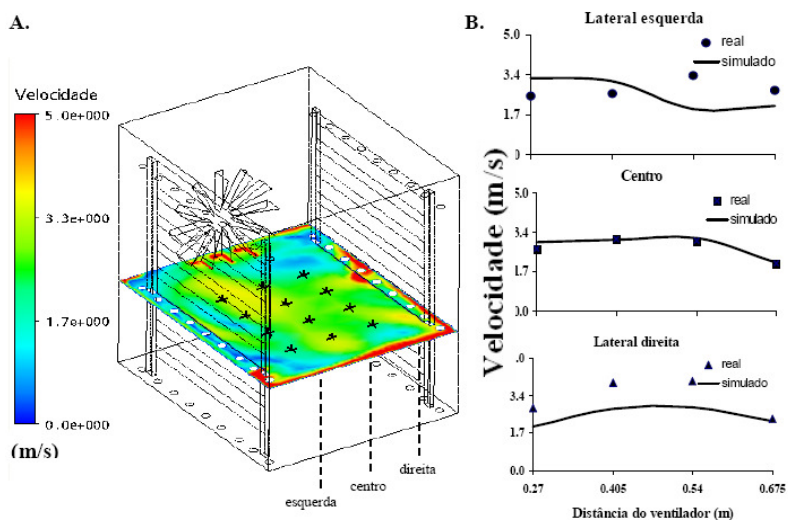 A.
Velocidade
5.0e+000
3.3e+000
1.7e+000
0.0e+000
(m/s)
esquerda
centro
direita
B.
Velocidade (m/s)
Lateral esquerda
real
simulado
5.0
3.4
1.7
0
Centro
real
simulado
5.0
3.4
1.7
0.0
Lateral direita
real
simulado
.0
3.4
1.7
0.0
0.27
0.405
0.54
0.675
Distância do ventilador (m)